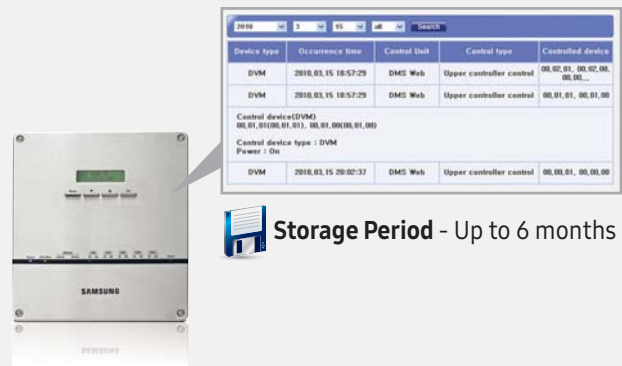 2010 3 15 all Search
Device type Occurrence time Control Unit Control type Controlled device
DVM 2010,03,15 18:57:29 DMS Web Upper controller control 00,02,01, 00,02,00,
00,00,...
DVM 2010,03,15 18:57:29 DMS Web Upper controller control 00,01,01, 00,01,00
Control device(DVM)
00,01,01(00,01,01), 00,01,00(00,01,00)
Control device type : DVM
Power : On
DVM 2010,03,15 20:02:37 DMS Web Upper controller control 00,00,01, 00,00,00
Storage Period - Up to 6 months
SAMSUNG